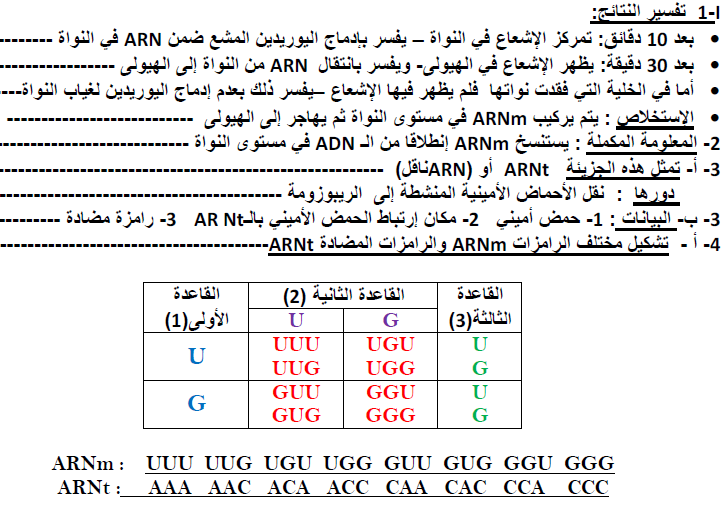 I-1 تفسير النتائج:
• بعد 10 دقائق: تمركز الإشعاع في النواة – يفسر بإدماج اليوريدين المشع ضمن ARN في النواة --------
• بعد 30 دقيقة: يظهر الإشعاع في الهيولى- ويفسر بانتقال ARN من النواة إلى الهيولى -----------------
• أما في الخلية التي فقدت نواتها فلم يظهر فيها الإشعاع –يفسر ذلك بعدم إدماج اليوريدين لغياب النواة----
• الإستخلاص : يتم يركيب ARNm في مستوى النواة ثم يهاجر إلى الهيولى ---------------------------
2- المعلومة المكملة : يستنسخ ARNm إنطلاقا من الـ ADN في مستوى النواة ---------------------------
3- أ- تمثل هذه الجزيئة ARNt أو (ARNناقل) -------------------------------------------------------
دورها : نقل الأحماض الأمينية المنشطة إلى الريبوزومة ----------------------------------------
3- ب- البيانات : 1- حمض أميني 2- مكان إرتباط الحمض الأميني بالـAR Nt 3- رامزة مضادة ---------
4- أ - تشكيل مختلف الرامزات ARNm والرامزات المضادة ARNt--------------------------------------
القاعدة الأولى(1) القاعدة الثانية (2) القاعدة الثالثة(3)
U G
U UUU UGU U
UUG UGG G
G GUU GGU U
GUG GGG G
ARNm : UUU UUG UGU UGG GUU GUG GGU GGG
ARNt : AAA AAC ACA ACC CAA CAC CCA CCC